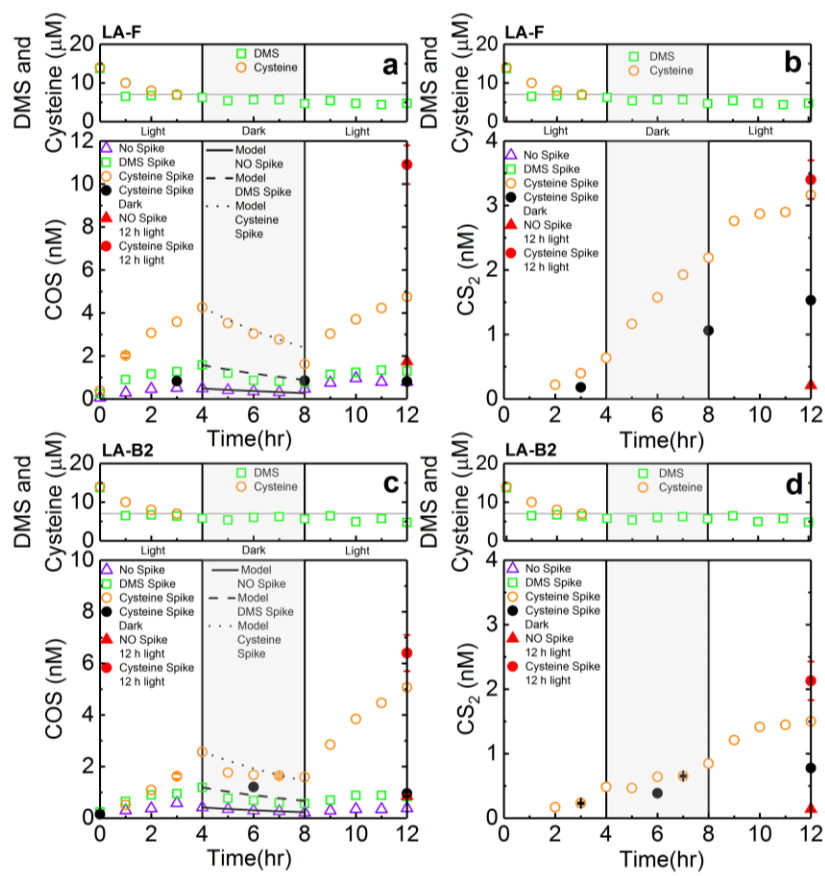 LA-F
DMS and
Cysteine (μM)
20
10
0
DMS
Cysteine
a
Light
Dark
Light
12
10
8
6
4
2
0
COS (nM)
No Spike
DMS Spike
Cysteine Spike
Cysteine Spike
Dark
NO Spike
12 h light
Cysteine Spike
12 h light
Model
NO Spike
Model
DMS Spike
Model
Cysteine
Spike
0 2 4 6 8 10 12
Time(hr)
LA-F
DMS and
Cysteine (μM)
20
10
0
DMS
Cysteine
b
Light
Dark
Light
4
3
2
1
0
CS2 (nM)
No Spike
DMS Spike
Cysteine Spike
Cysteine Spike
Dark
NO Spike
12 h light
Cysteine Spike
12 h light
0 2 4 6 8 10 12
Time(hr)
LA-B2
DMS and
Cysteine (μM)
20
10
0
DMS
Cysteine
c
Light
Dark
Light
10
8
6
4
2
0
COS (nM)
No Spike
DMS Spike
Cysteine Spike
Cysteine Spike
Dark
NO Spike
12 h light
Cysteine Spike
12 h light
Model
NO Spike
Model
DMS Spike
Model
Cysteine
Spike
0 2 4 6 8 10 12
Time(hr)
LA-B2
DMS and
Cysteine (μM)
20
10
0
DMS
Cysteine
d
4
3
2
1
0
CS2 (nM)
No Spike
DMS Spike
Cysteine Spike
Cysteine Spike
Dark
NO Spike
12 h light
Cysteine Spike
12 h light
0 2 4 6 8 10 12
Time(hr)